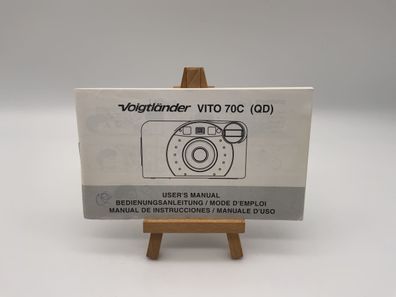 Voigtländer VITO 70C (QD)
USER'S MANUAL
BEDIENUNGSANLEITUNG / MODE D'EMPLOI
MANUAL DE INSTRUCCIONES / MANUALE D'USO